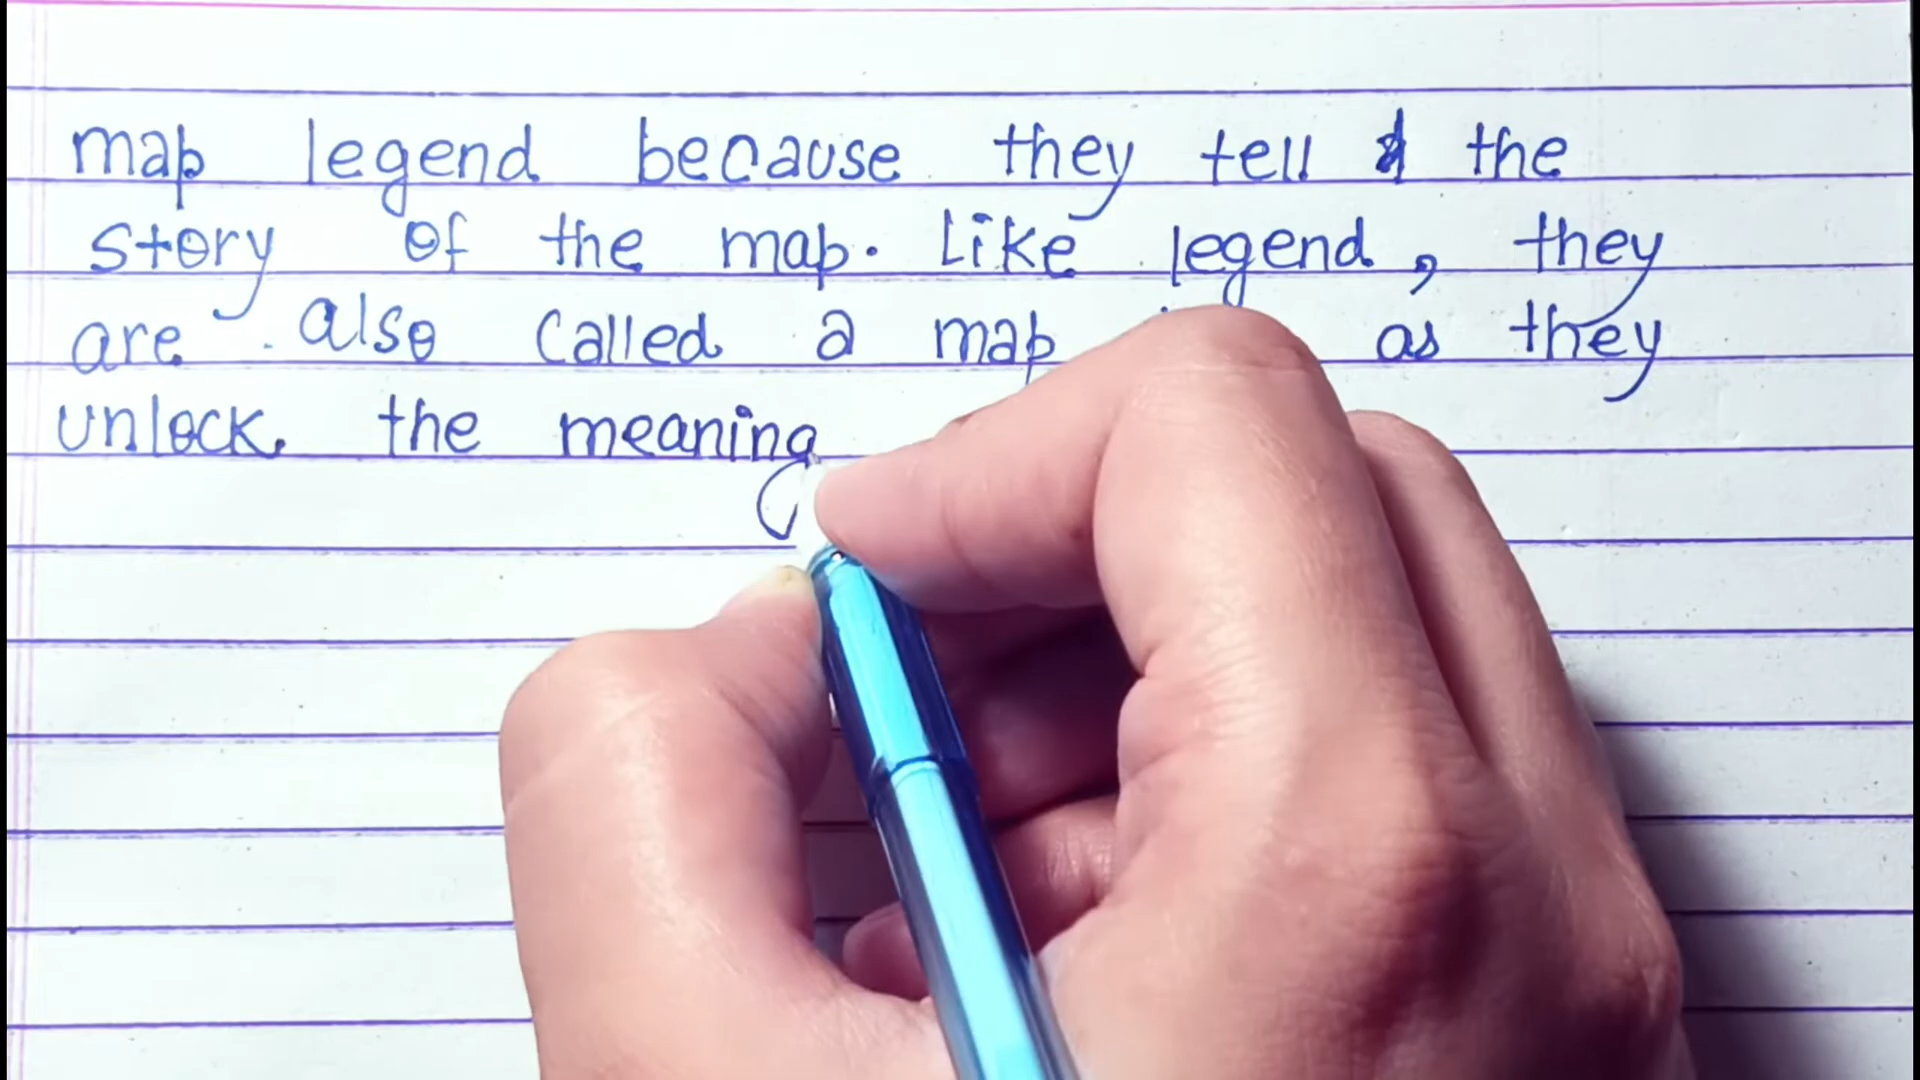 map legend because they tell the
story of the map. Like legend, they
are also called a map as they
unlock the meaning